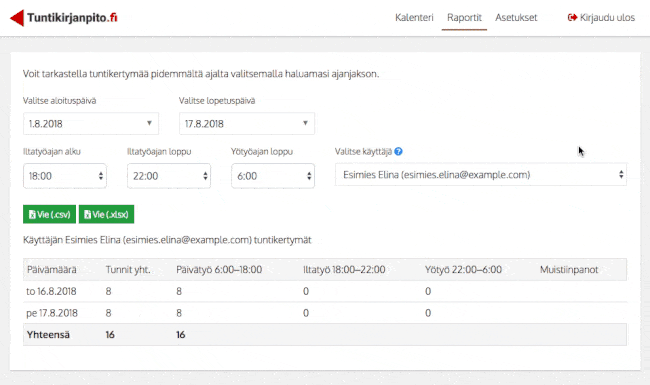 Tuntikirjanpito.fi
Kalenteri Raportit Asetukset Kirjaudu ulos
Voit tarkastella tuntikertymää pidemmältä ajalta valitsemalla haluamasi ajanjakson.
Valitse aloituspäivä Valitse lopetuspäivä
1.8.2018 17.8.2018
Iltatyöajan alku Iltatyöajan loppu Yötyöajan loppu Valitse käyttäjä ?
18:00 22:00 6:00 Esimies Elina (esimies.elina@example.com)
Vie (.csv) Vie (.xlsx)
Käyttäjän Esimies Elina (esimies.elina@example.com) tuntikertymät
Päivämäärä Tunnit yht. Päivätyö 6:00–18:00 Iltatyö 18:00–22:00 Yötyö 22:00–6:00 Muistiinpanot
to 16.8.2018 8 8 0 0
pe 17.8.2018 8 8 0 0
Yhteensä 16 16